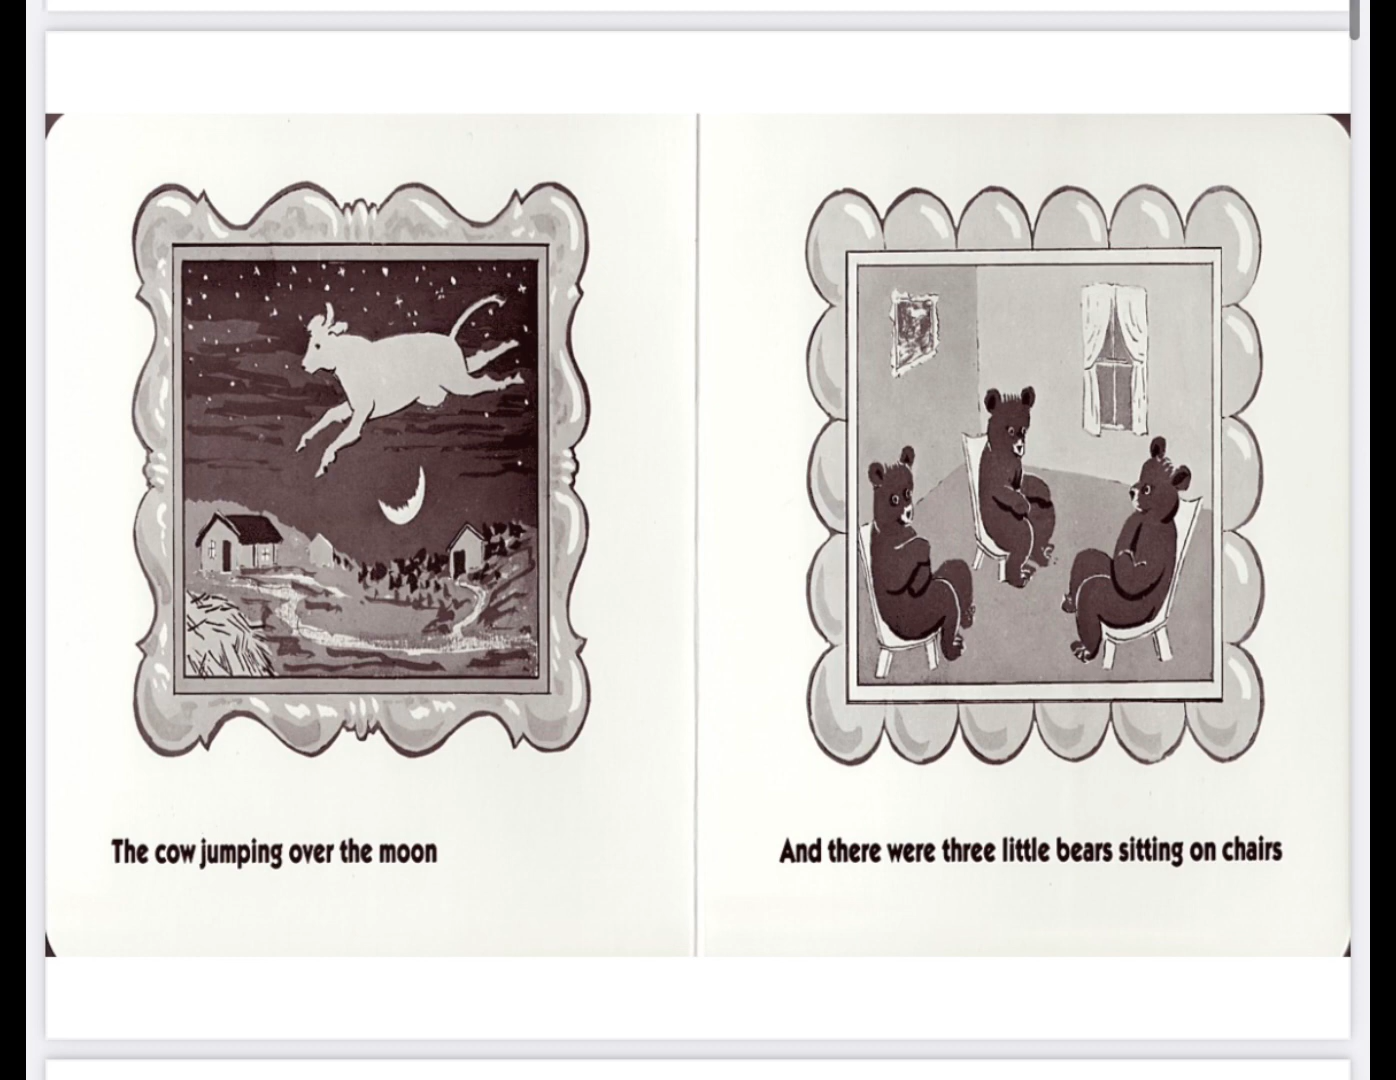 The cow jumping over the moon
And there were three little bears sitting on chairs